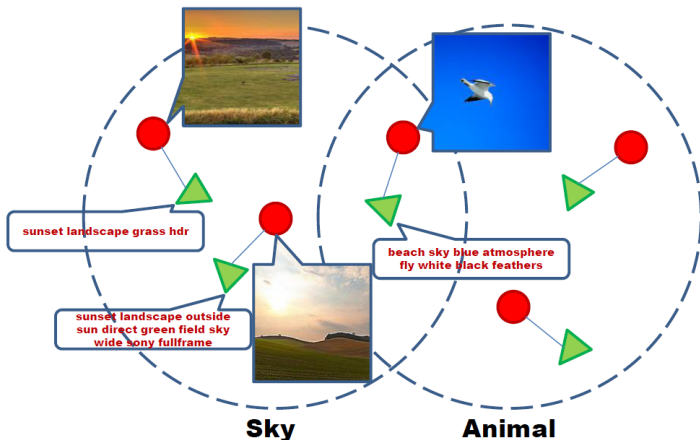 sunset landscape grass hdr
beach sky blue atmosphere
fly white black feathers
sunset landscape outside
sun direct green field sky
wide sony fullframe
Sky
Animal